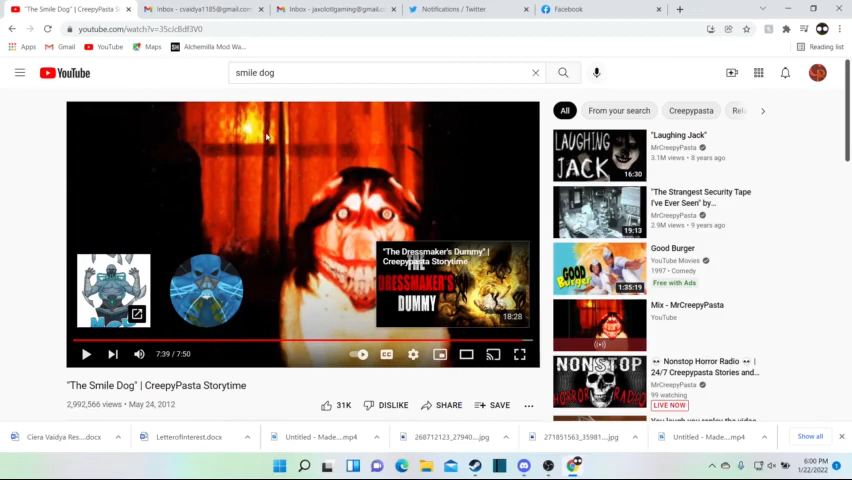 "The Smile Dog" | CreepyPasta S
Inbox - cvaidya1185@gmail.com
Inbox - jaxolotlgaming@gmail.c
Notifications / Twitter
Facebook
youtube.com/watch?v=35cJcBdf3V0
Reading list
Apps
Gmail
YouTube
Maps
Alchemilla Mod Wa...
YouTube
smile dog
All
From your search
Creepypasta
Rel
LAUGHING
JACK
16:30
"Laughing Jack"
MrCreepyPasta
3.1M views • 8 years ago
19:13
"The Strangest Security Tape
I've Ever Seen" by...
MrCreepyPasta
2.9M views • 9 years ago
GOOD
BURGER
1:35:19
Good Burger
YouTube Movies
1997 • Comedy
Free with Ads
Mix - MrCreepyPasta
YouTube
NONSTOP
HORROR RADIO
Nonstop Horror Radio |
24/7 Creepypasta Stories and...
MrCreepyPasta
99 watching
LIVE NOW
"The Dressmaker's Dummy" |
Creepypasta Storytime
THE
DRESSMAKER'S
DUMMY
18:28
7:39 / 7:50
CC
"The Smile Dog" | CreepyPasta Storytime
2,992,566 views • May 24, 2012
31K
DISLIKE
SHARE
SAVE
Ciera Vaidya Res....docx
LetterofInterest.docx
Untitled - Made....mp4
268712123_27940...jpg
271851563_35981...jpg
Untitled - Made....mp4
Show all
6:00 PM
1/22/2022